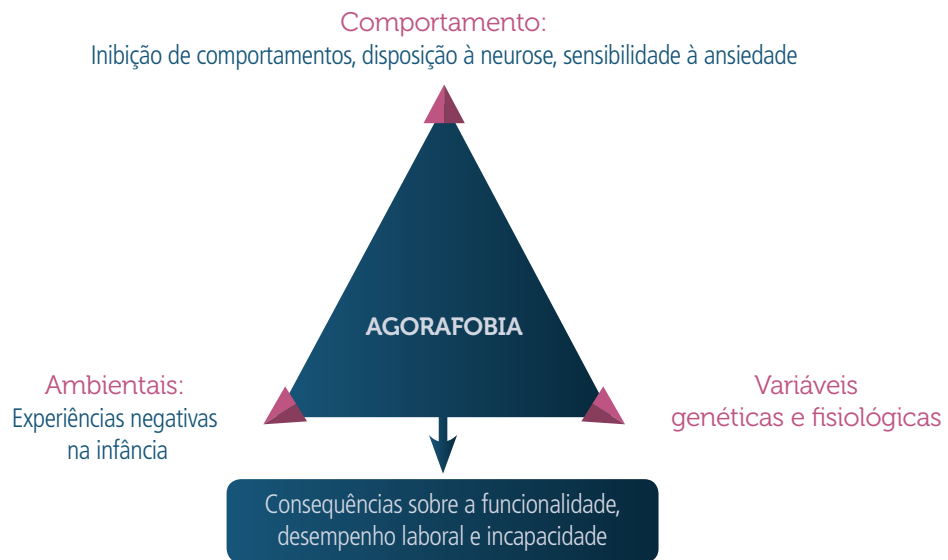 Comportamento:
Inibição de comportamentos, disposição à neurose, sensibilidade à ansiedade
AGORAFOBIA
Ambientais:
Experiências negativas
na infância
Variáveis
genéticas e fisiológicas
Consequências sobre a funcionalidade,
desempenho laboral e incapacidade